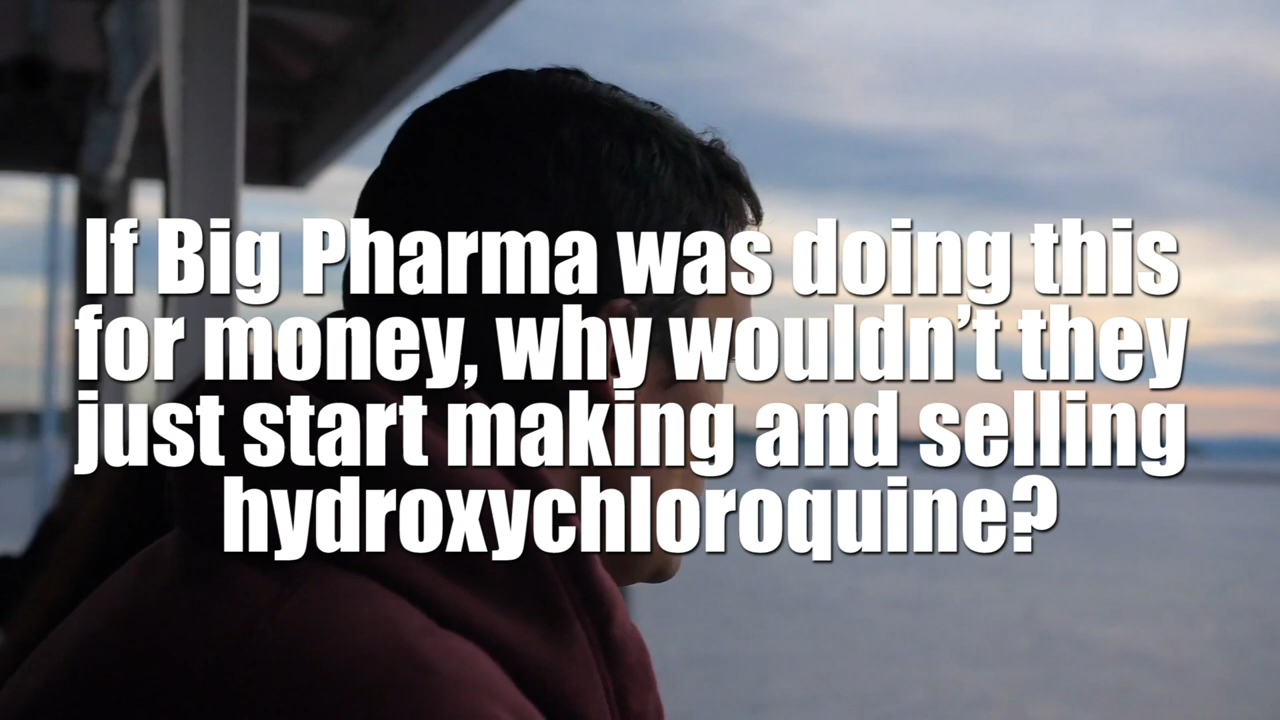 If Big Pharma was doing this
for money, why wouldn’t they
just start making and selling
hydroxychloroquine?